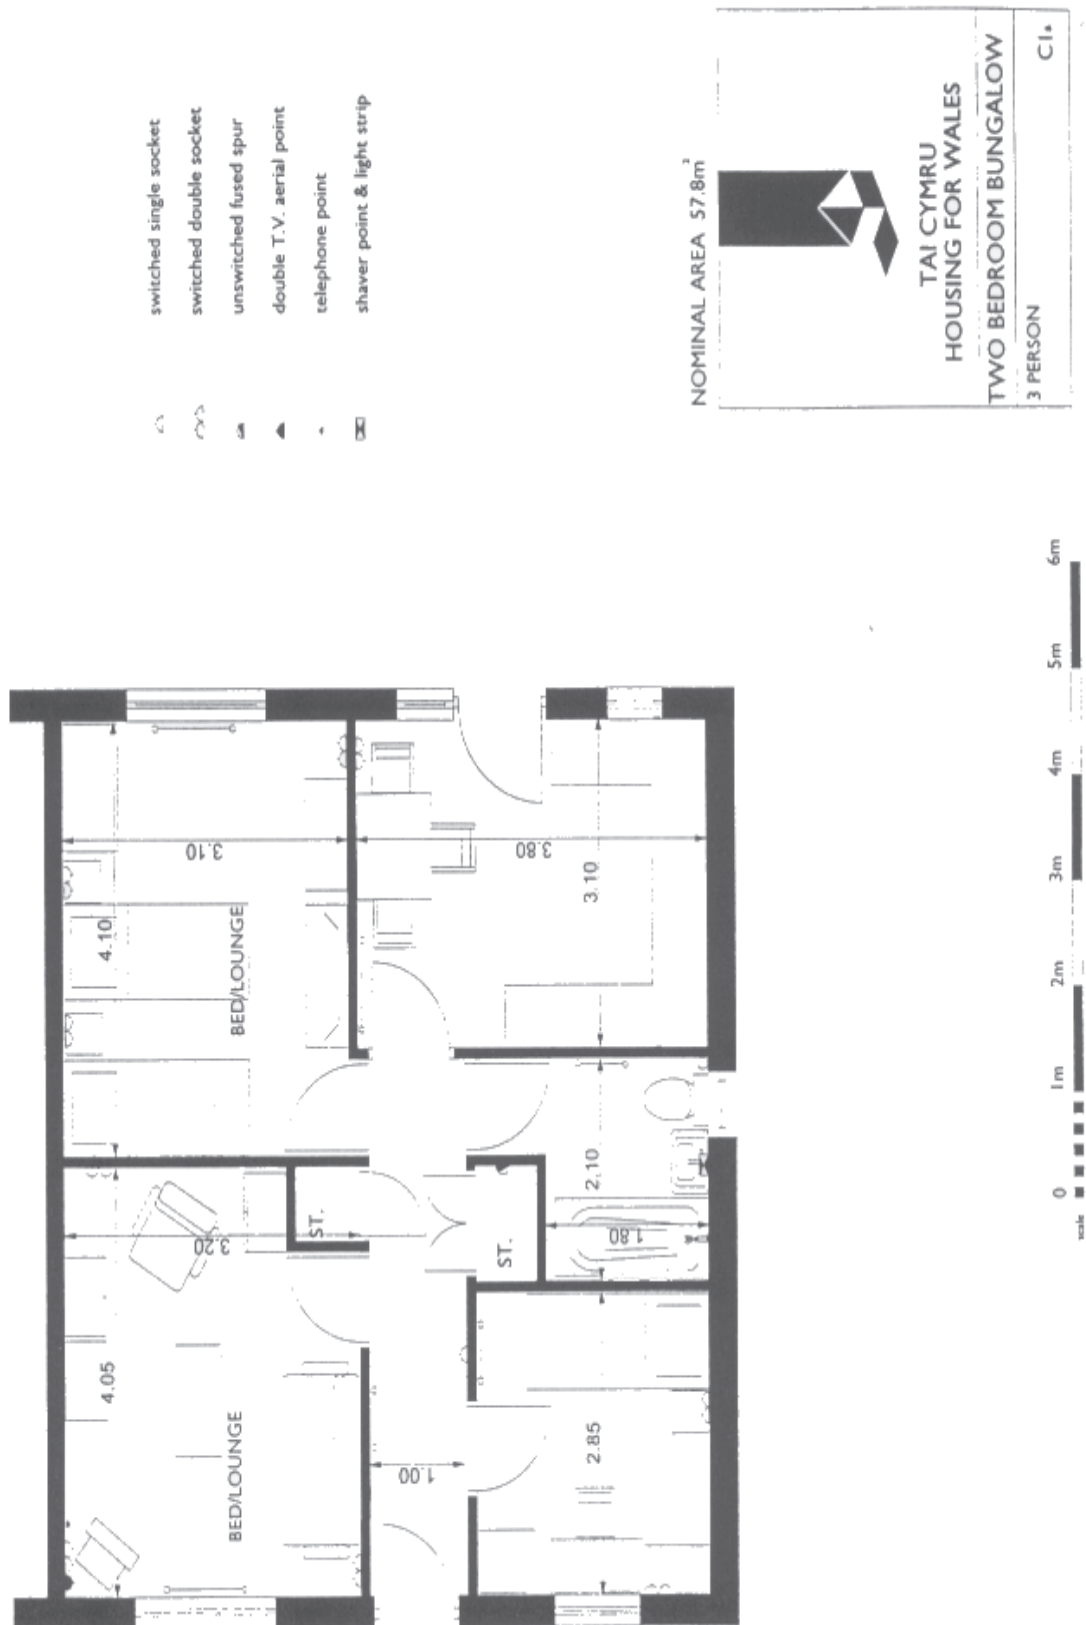 switched single socket
switched double socket
unswitched fused spur
double T.V. aerial point
telephone point
shaver point & light strip
NOMINAL AREA 57.8m²
TAI CYMRU
HOUSING FOR WALES
TWO BEDROOM BUNGALOW
3 PERSON
BED/LOUNGE
4.05
3.20
BED/LOUNGE
4.10
3.10
ST.
ST.
1.00
2.85
2.10
1.80
3.10
3.80
scale
0 1m 2m 3m 4m 5m 6m